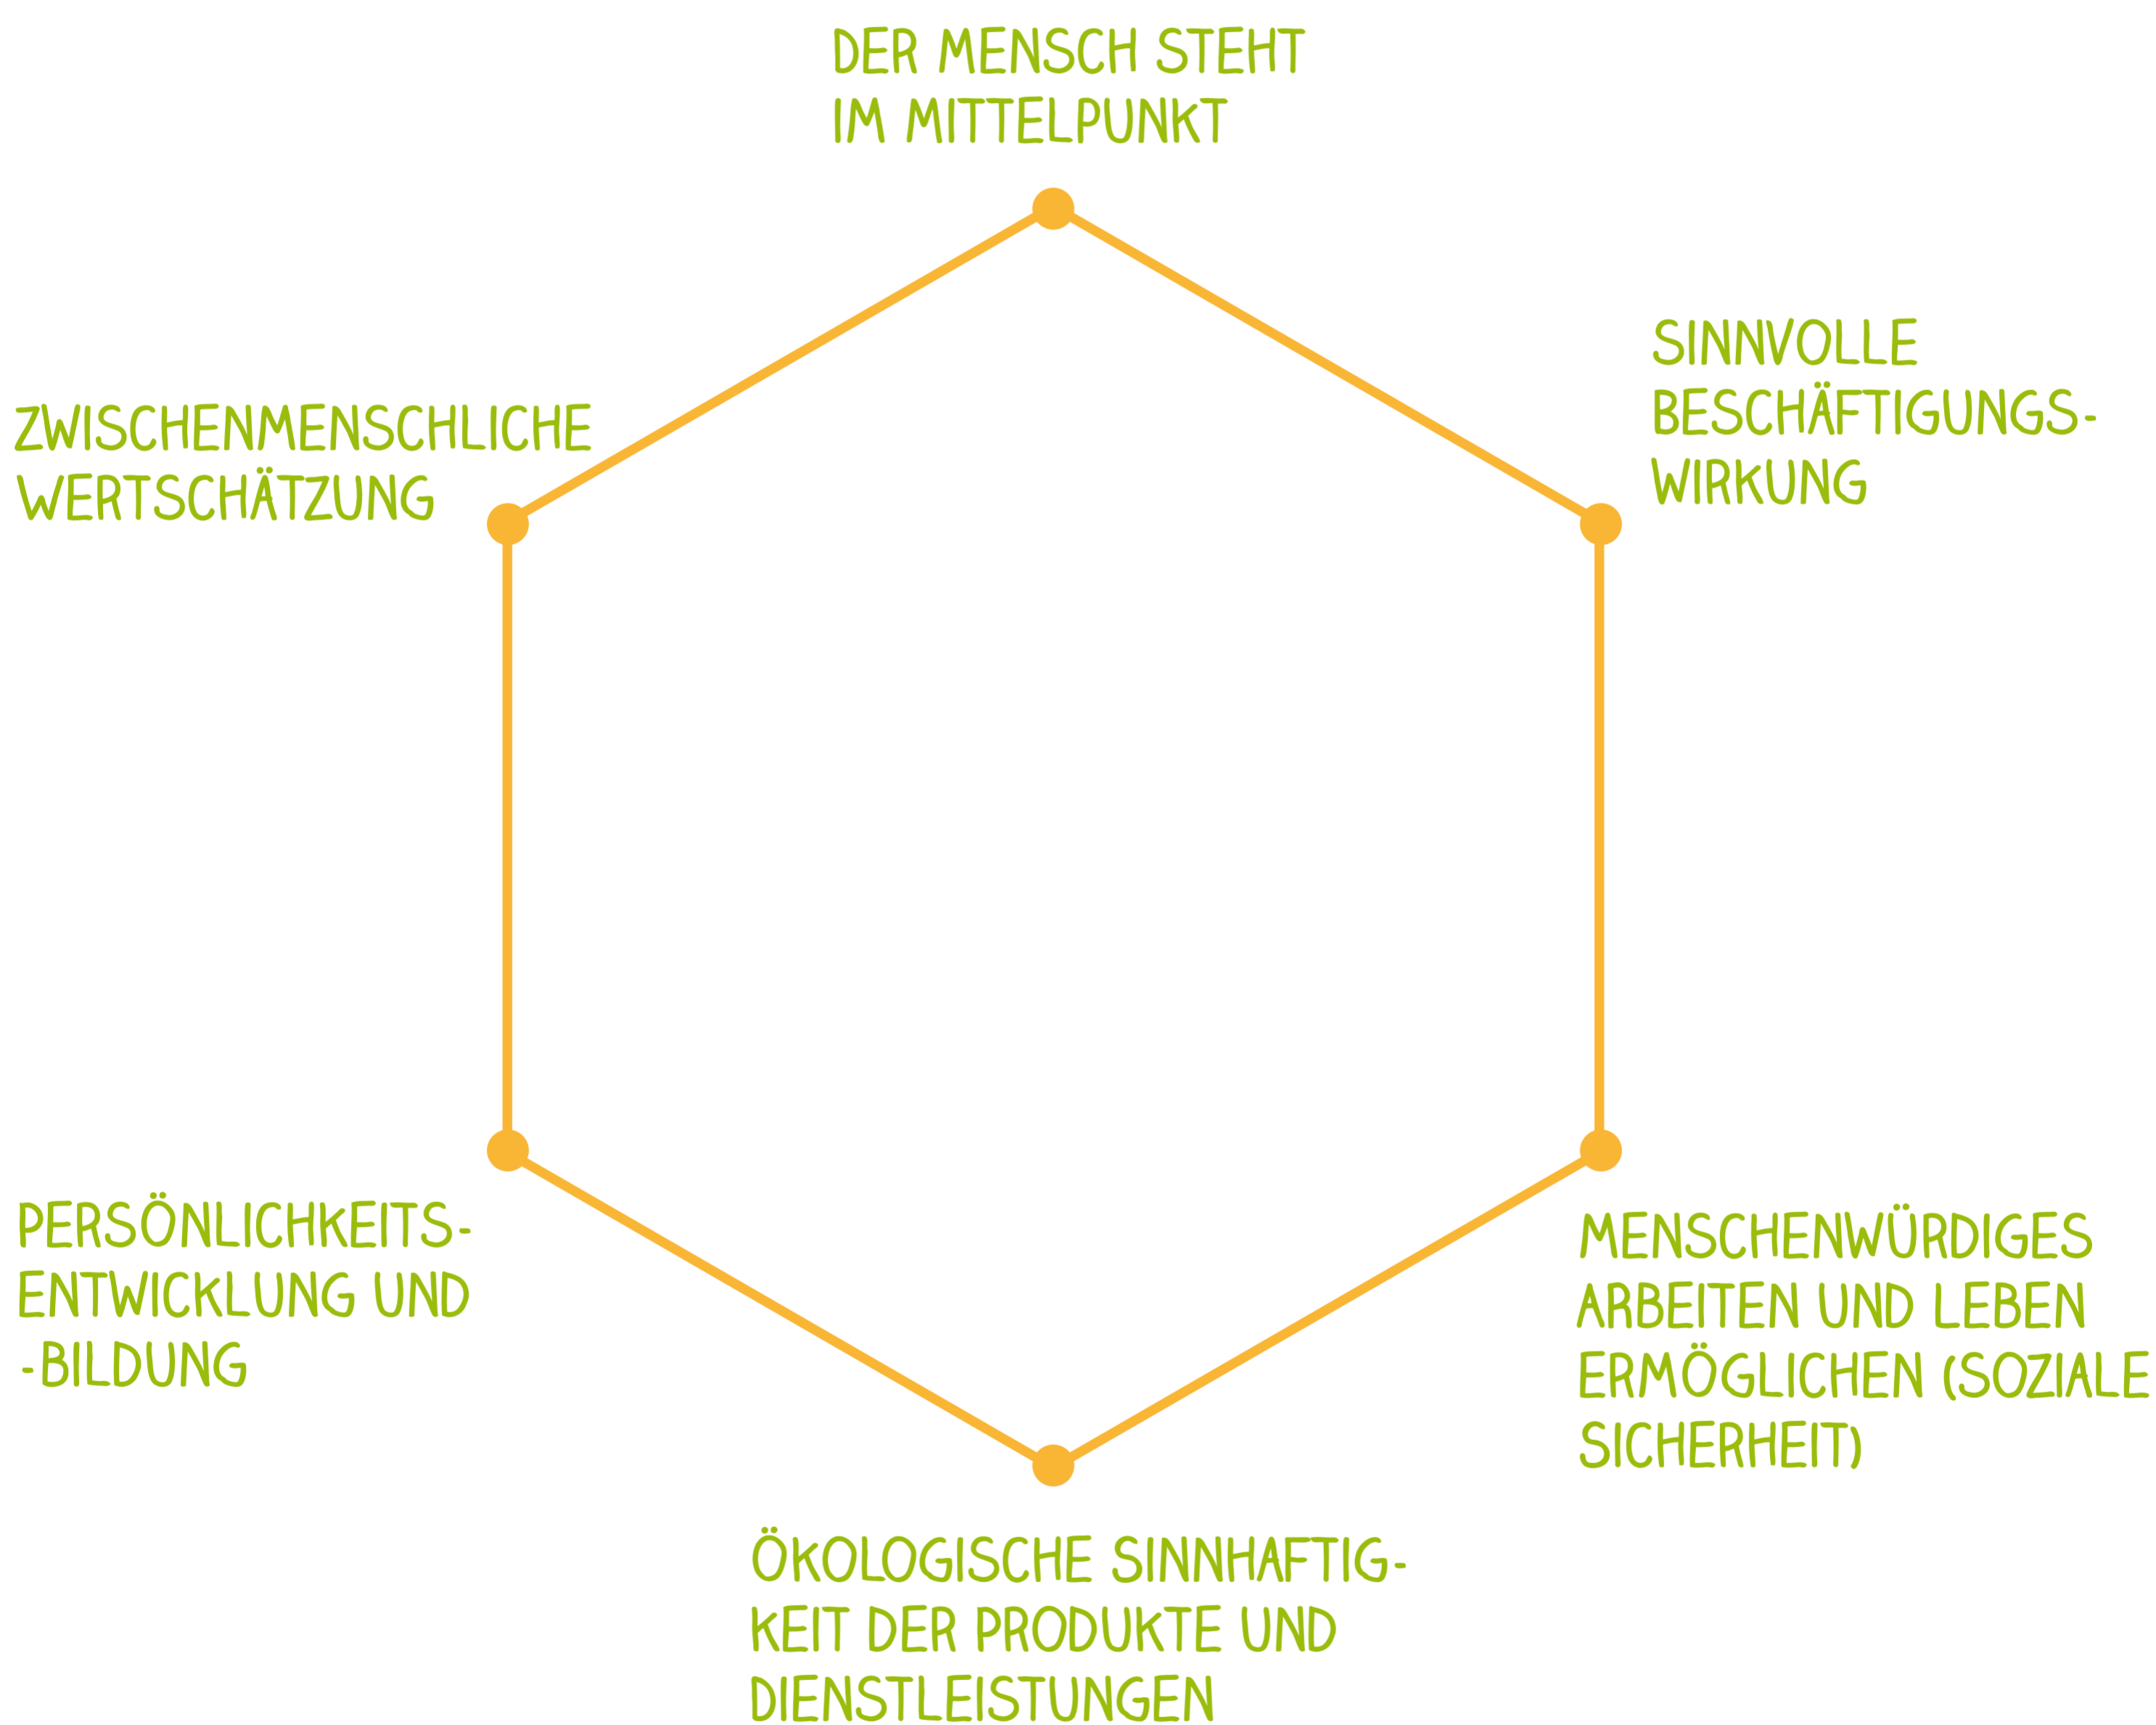 DER MENSCH STEHT
IM MITTELPUNKT
SINNVOLLE
BESCHÄFTIGUNGS-
WIRKUNG
ZWISCHENMENSCHLICHE
WERTSCHÄTZUNG
PERSÖNLICHKEITS-
ENTWICKLUNG UND
-BILDUNG
MENSCHENWÜRDIGES
ARBEITEN UND LEBEN
ERMÖGLICHEN (SOZIALE
SICHERHEIT)
ÖKOLOGISCHE SINNHAFTIG-
KEIT DER PRODUKTE UND
DIENSTLEISTUNGEN